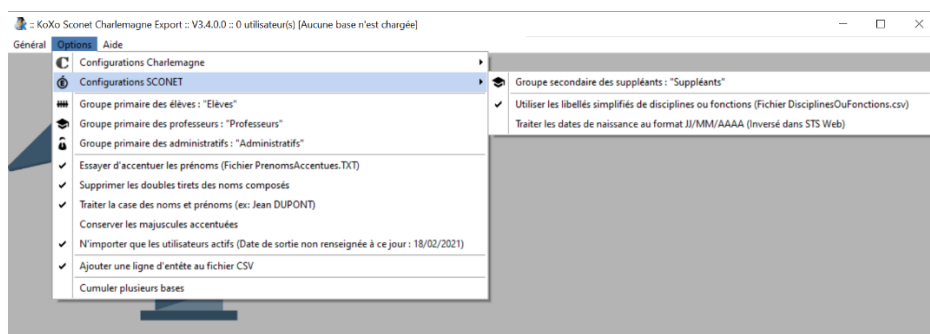 :: KoXo Sconet Charlemagne Export :: V3.4.0.0 :: 0 utilisateur(s) [Aucune base n'est chargée]
Général Options Aide
Configurations Charlemagne
Configurations SCONET
Groupe primaire des élèves : "Elèves"
Groupe primaire des professeurs : "Professeurs"
Groupe primaire des administratifs : "Administratifs"
Essayer d'accentuer les prénoms (Fichier PrenomsAccentues.TXT)
Supprimer les doubles tirets des noms composés
Traiter la case des noms et prénoms (ex: Jean DUPONT)
Conserver les majuscules accentuées
N'importer que les utilisateurs actifs (Date de sortie non renseignée à ce jour : 18/02/2021)
Ajouter une ligne d'entête au fichier CSV
Cumuler plusieurs bases
Groupe secondaire des suppléants : "Suppléants"
Utiliser les libellés simplifiés de disciplines ou fonctions (Fichier DisciplinesOuFonctions.csv)
Traiter les dates de naissance au format JJ/MM/AAAA (Inversé dans STS Web)